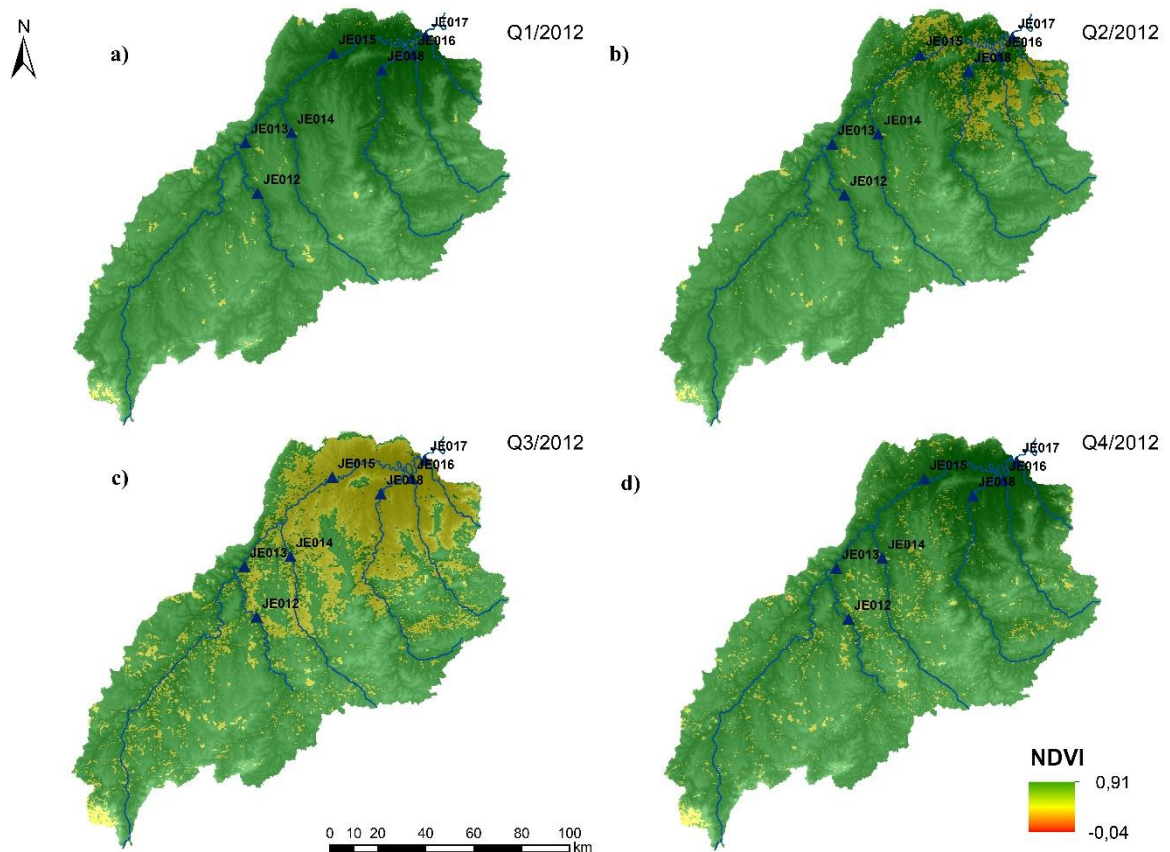 N
a)
Q1/2012
JE017
JE016
JE015
JE018
JE013
JE014
JE012
b)
Q2/2012
JE017
JE016
JE015
JE018
JE013
JE014
JE012
c)
Q3/2012
JE017
JE016
JE015
JE018
JE013
JE014
JE012
d)
Q4/2012
JE017
JE016
JE015
JE018
JE013
JE014
JE012
NDVI
0,91
-0,04
0 10 20 40 60 80 100
km